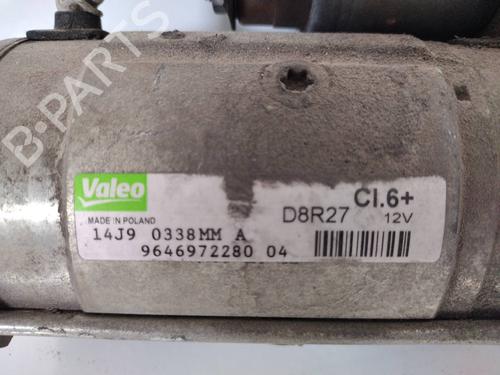 B-PARTS
Valeo
MADE IN POLAND
D8R27
Cl.6+
12V
14J9 0338MM A
9646972280 04